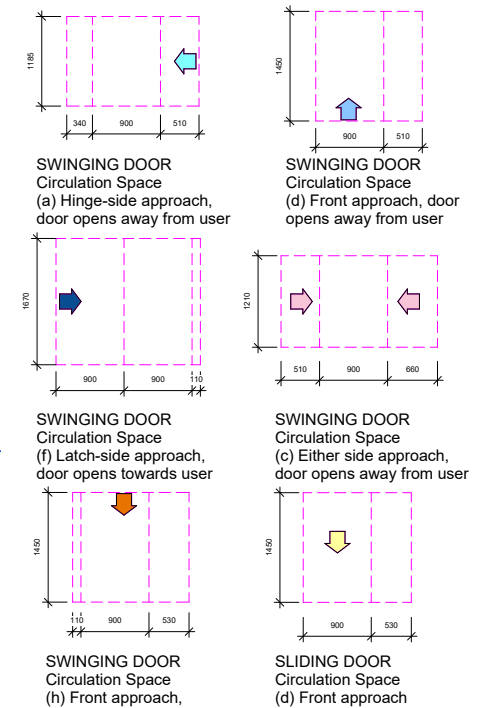 1185
340
900
510
SWINGING DOOR
Circulation Space
(a) Hinge-side approach,
door opens away from user
1450
900
510
SWINGING DOOR
Circulation Space
(d) Front approach, door
opens away from user
1670
900
900
110
SWINGING DOOR
Circulation Space
(f) Latch-side approach,
door opens towards user
1210
510
900
660
SWINGING DOOR
Circulation Space
(c) Either side approach,
door opens away from user
1450
110
900
530
SWINGING DOOR
Circulation Space
(h) Front approach,
1450
900
530
SLIDING DOOR
Circulation Space
(d) Front approach